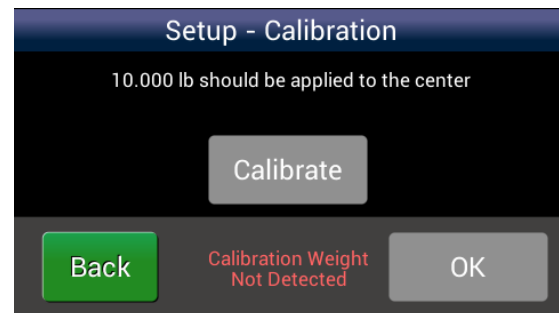 Setup - Calibration
10.000 lb should be applied to the center
Calibrate
Back
Calibration Weight
Not Detected
OK